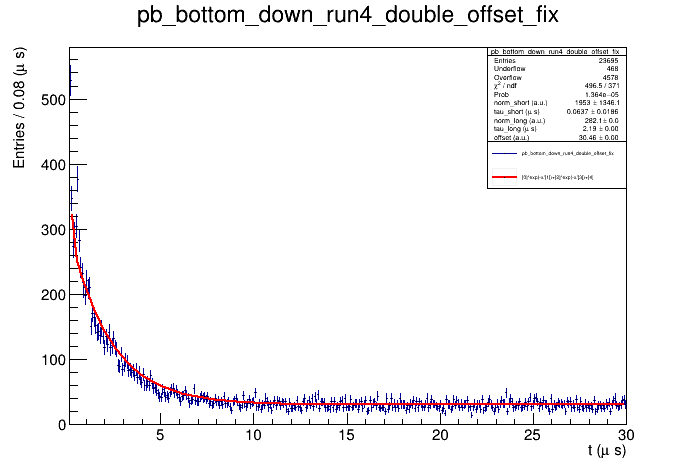 pb_bottom_down_run4_double_offset_fix
Entries / 0.08 (μ s)
pb_bottom_down_run4_double_offset_fix
Entries 23695
Underflow 468
Overflow 4578
χ² / ndf 496.5 / 371
Prob 1.364e−05
norm_short (a.u.) 1953 ± 1346.1
tau_short (μ s) 0.0637 ± 0.0186
norm_long (a.u.) 282.1 ± 0.0
tau_long (μ s) 2.19 ± 0.00
offset (a.u.) 30.46 ± 0.00
pb_bottom_down_run4_double_offset_fix
500
400
300
200
100
0
5 10 15 20 25 30
t (μ s)